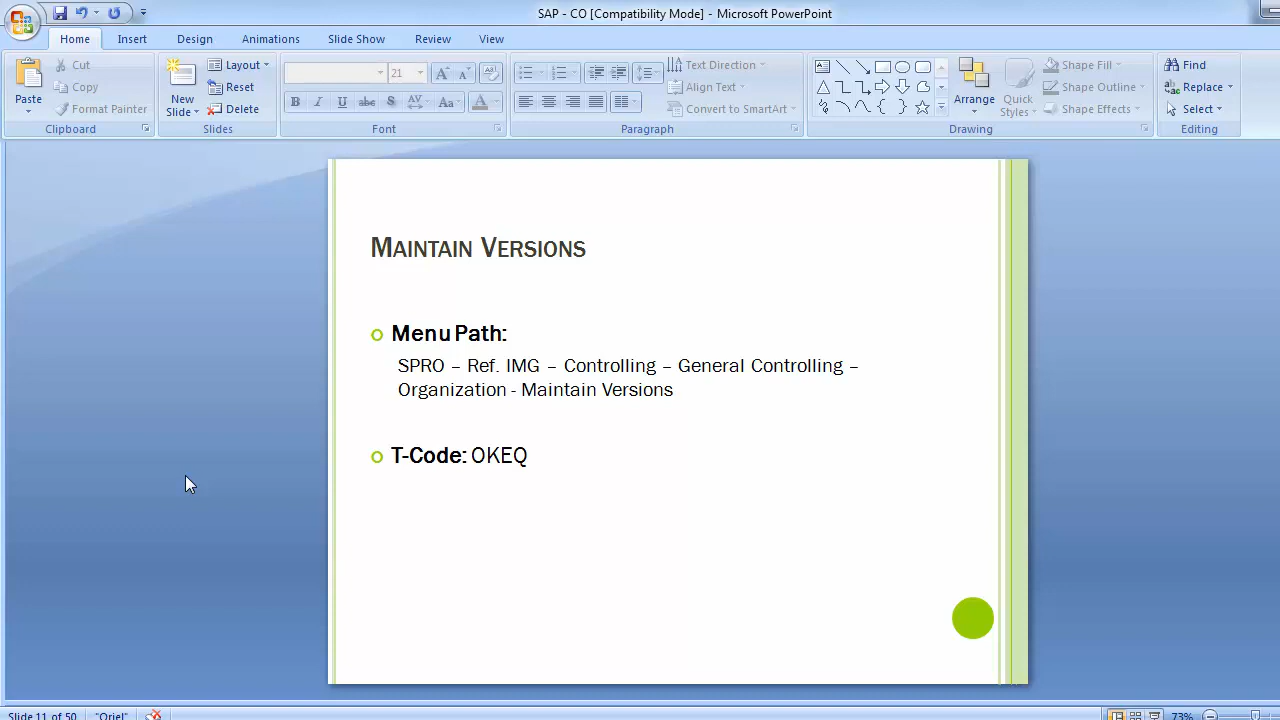 SAP - CO [Compatibility Mode] - Microsoft PowerPoint
Home Insert Design Animations Slide Show Review View
Paste Cut Copy Format Painter
Clipboard
New Slide Layout Reset Delete
Slides
21
B I U abc S AV Aa A
Font
Text Direction
Align Text
Convert to SmartArt
Paragraph
Arrange Quick Styles
Shape Fill
Shape Outline
Shape Effects
Drawing
Find
Replace
Select
Editing
MAINTAIN VERSIONS
Menu Path:
SPRO – Ref. IMG – Controlling – General Controlling –
Organization - Maintain Versions
T-Code: OKEQ
Slide 11 of 50 "Oriel" 73%